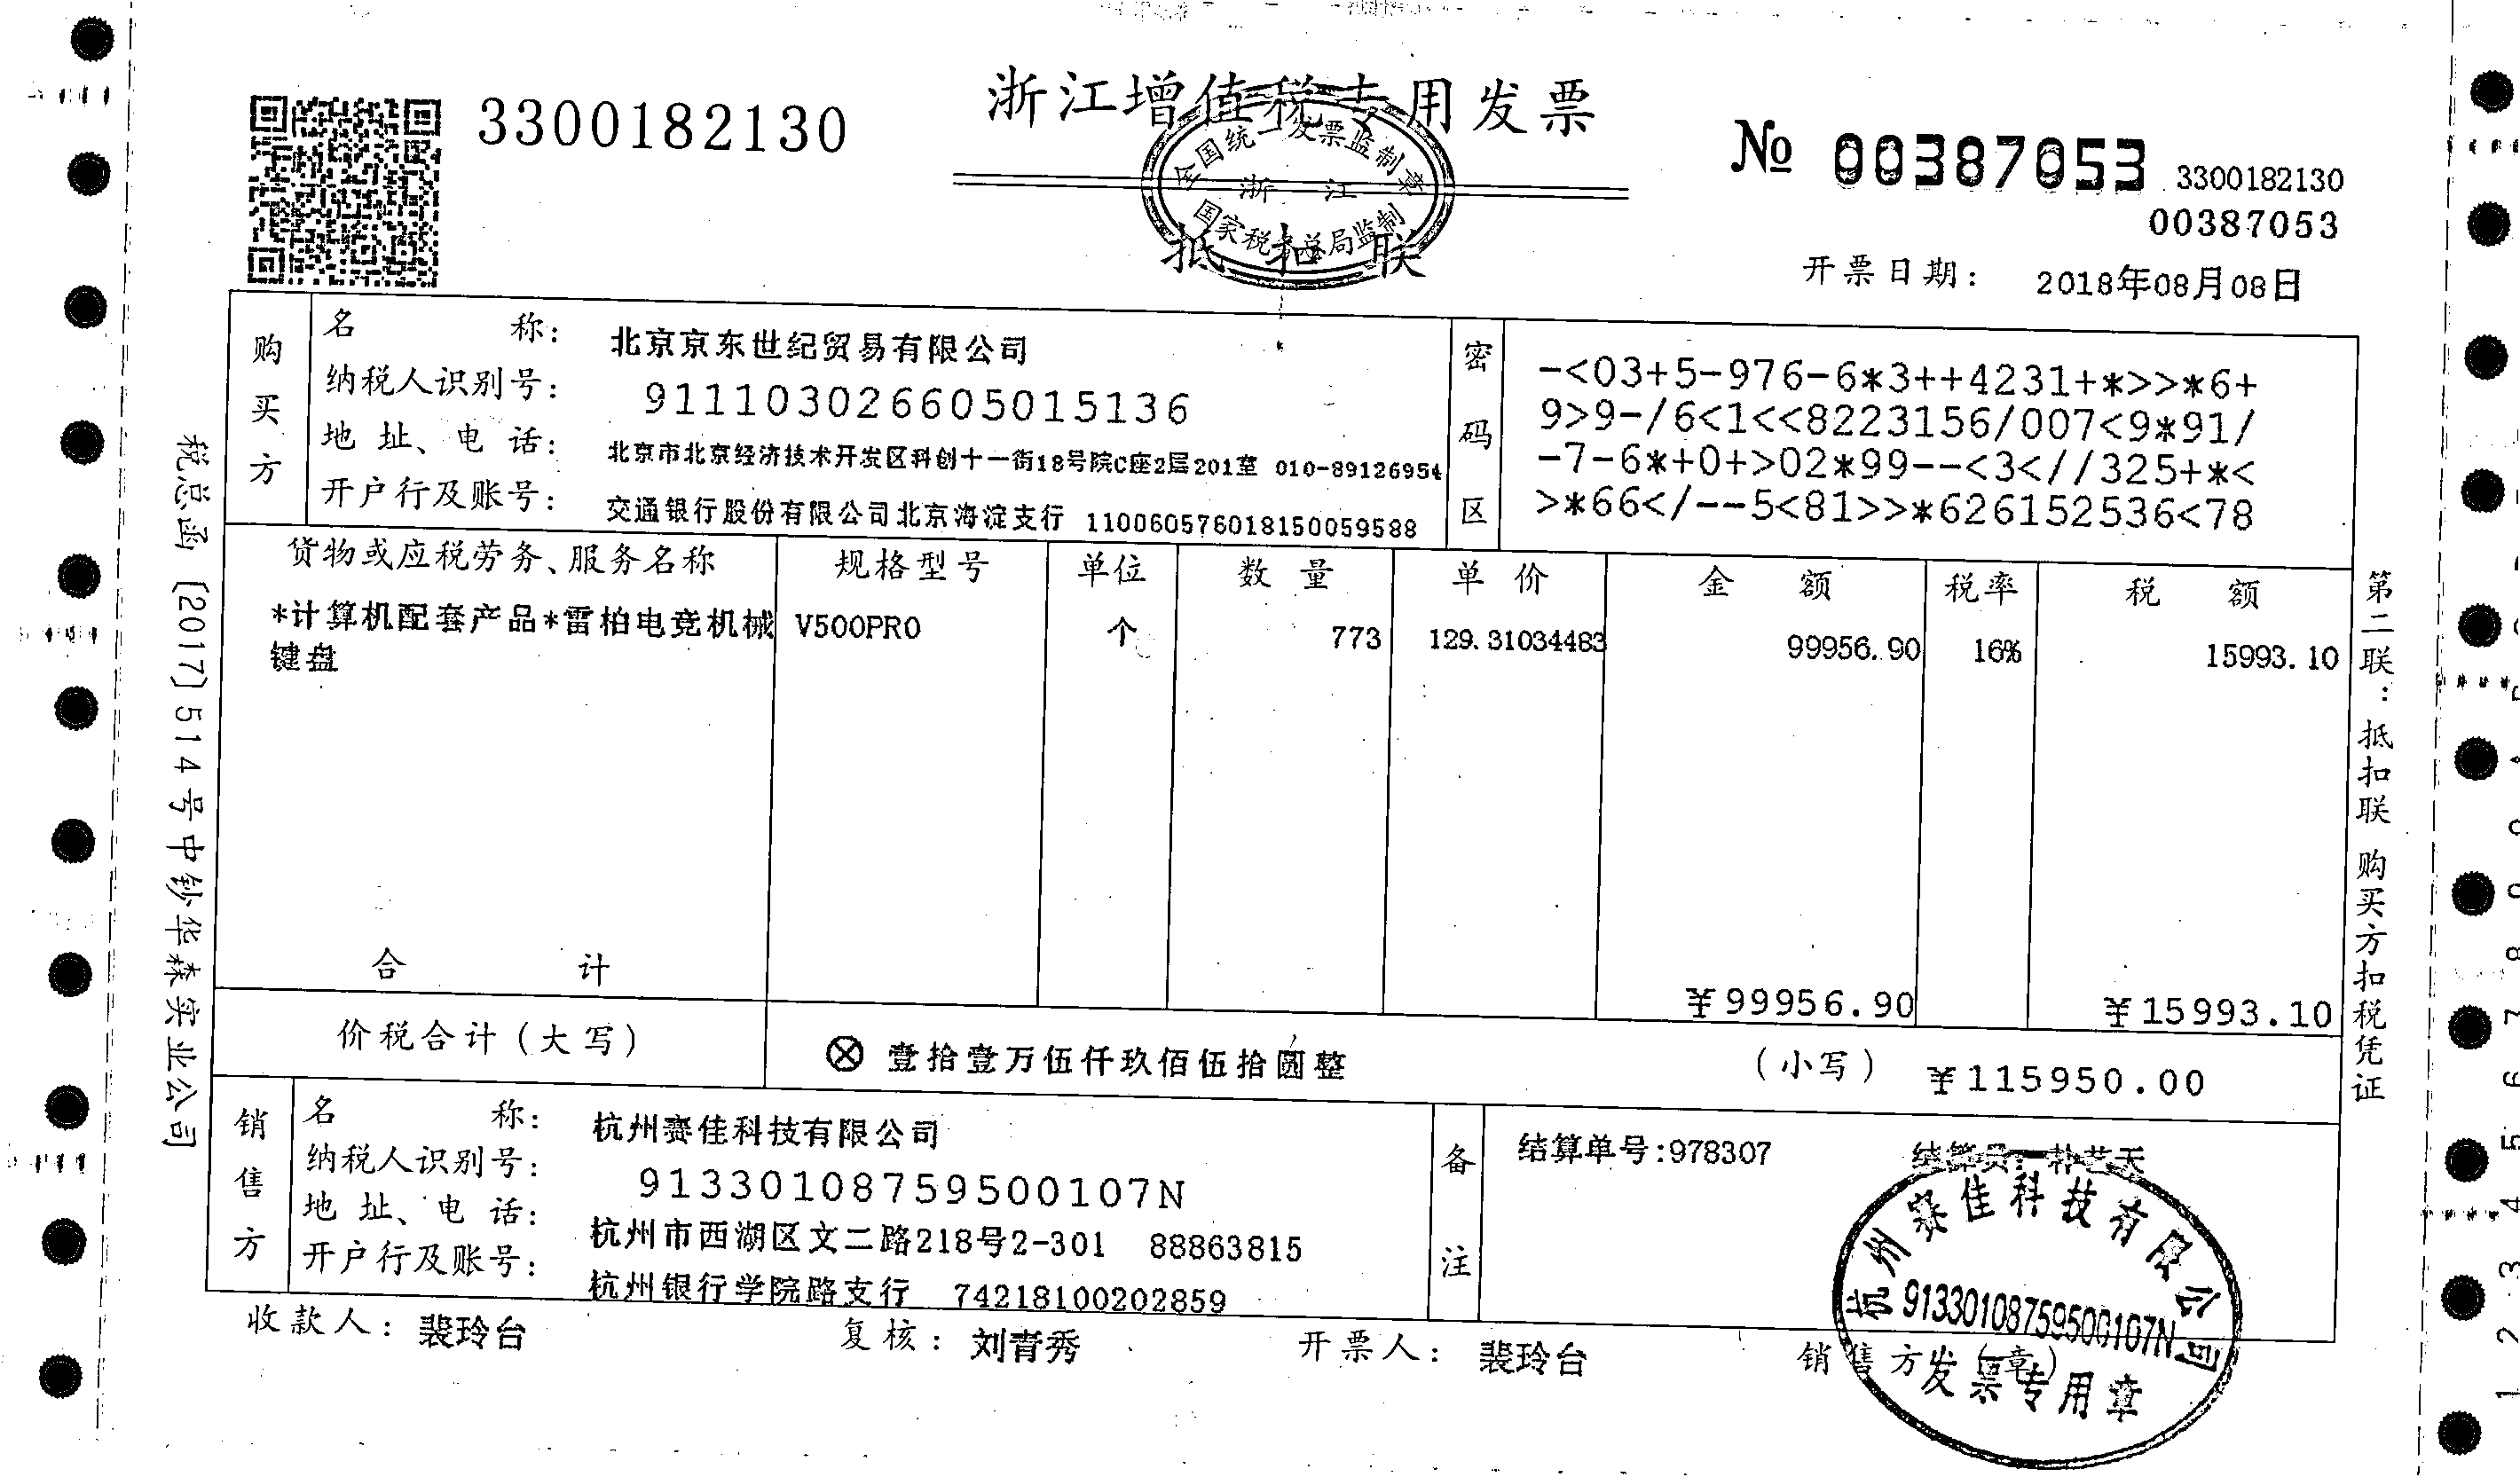 3300182130
浙江增值税专用发票
全国统一发票监制章
浙 江
国家税务总局监制
抵 扣 联
№ 00387053
3300182130
00387053
开票日期: 2018年08月08日
税总函〔2017〕514号中钞华森实业公司
购买方
名 称: 北京京东世纪贸易有限公司
纳税人识别号: 911103026605015136
地 址、电 话: 北京市北京经济技术开发区科创十一街18号院C座2层201室 010-89126954
开户行及账号: 交通银行股份有限公司北京海淀支行 110060576018150059588
密码区
-<03+5-976-6*3++4231+*>>*6+
9>9-/6<1<<8223156/007<9*91/
-7-6*+0+>02*99--<3<//325+*<
>*66</--5<81>>*626152536<78
货物或应税劳务、服务名称 规格型号 单位 数 量 单 价 金 额 税率 税 额
*计算机配套产品*雷柏电竞机械 V500PRO 个 773 129.31034483 99956.90 16% 15993.10
键盘
合 计 ¥99956.90 ¥15993.10
价税合计(大写) ⊗ 壹拾壹万伍仟玖佰伍拾圆整 (小写) ¥115950.00
销售方
名 称: 杭州赛佳科技有限公司
纳税人识别号: 91330108759500107N
地 址、电 话: 杭州市西湖区文二路218号2-301 88863815
开户行及账号: 杭州银行学院路支行 74218100202859
备注
结算单号:978307 结算员:朴艺天
杭州赛佳科技有限公司
91330108759500107N
发票专用章
收款人: 裴玲台 复核: 刘青秀 开票人: 裴玲台 销售方:(章)
第二联:抵扣联 购买方扣税凭证